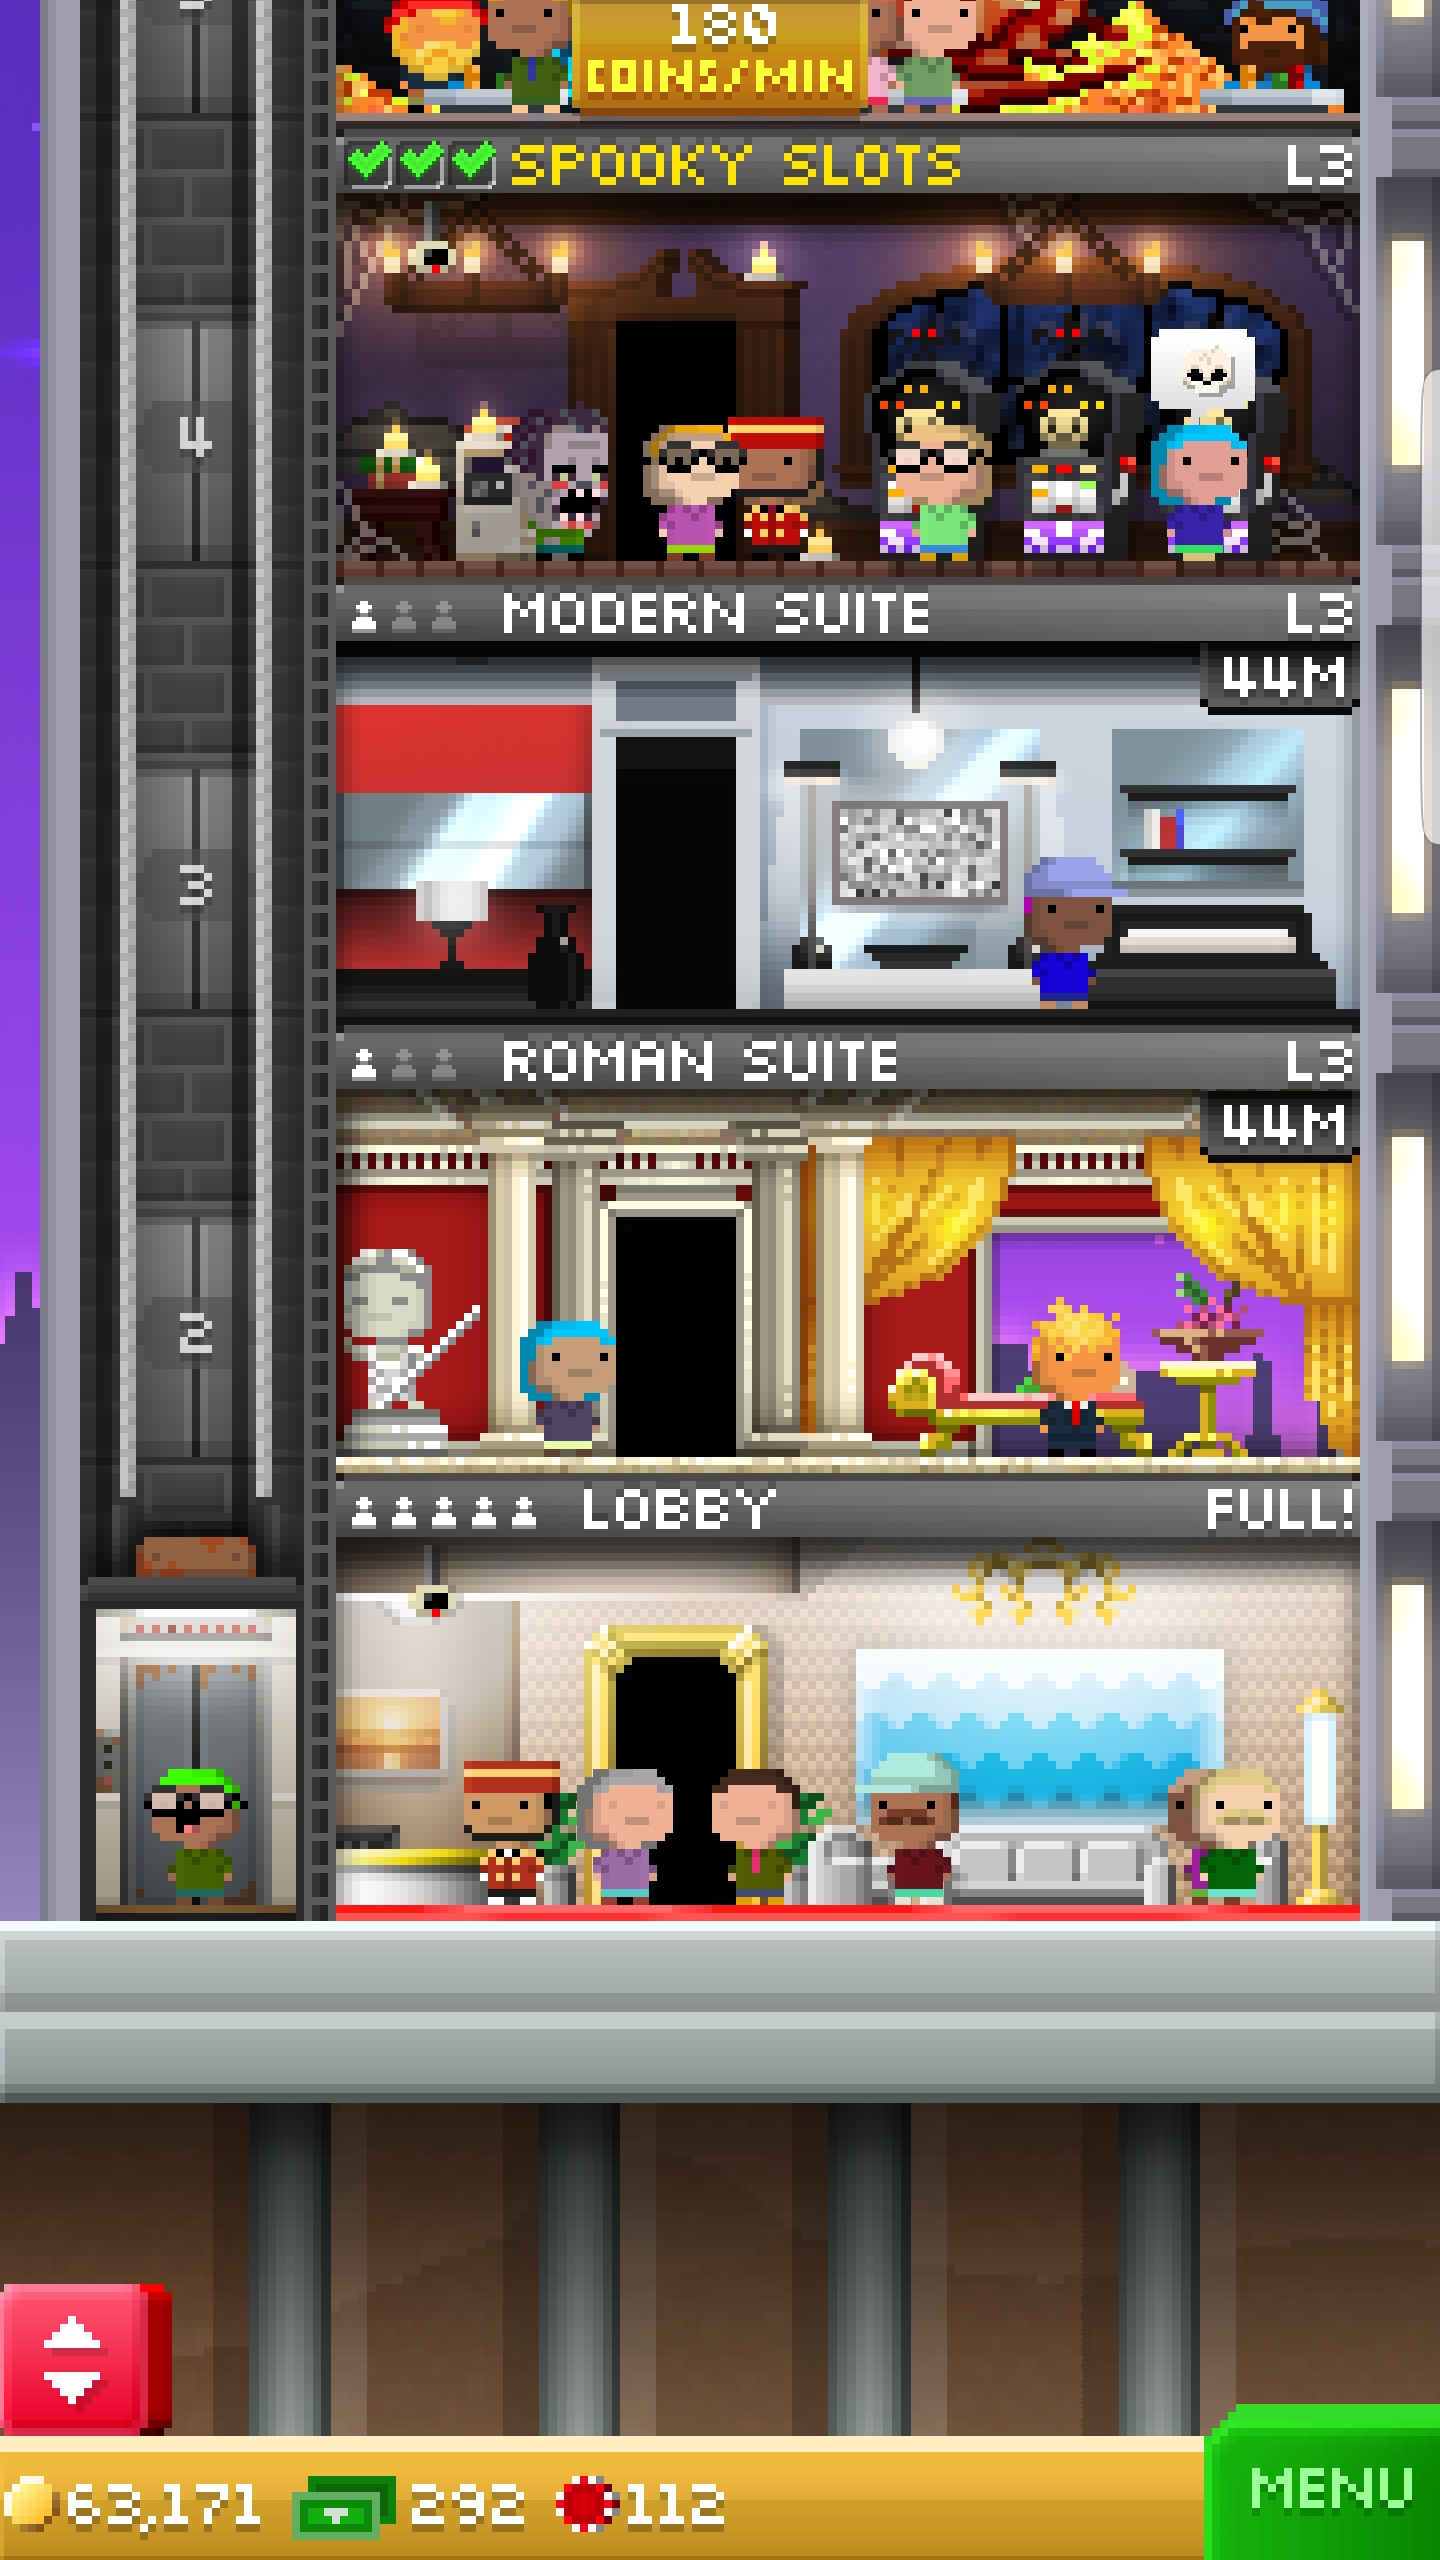 180
COINS/MIN
SPOOKY SLOTS L3
4
MODERN SUITE L3
44M
3
ROMAN SUITE L3
44M
2
LOBBY FULL!
63,171 292 112
MENU